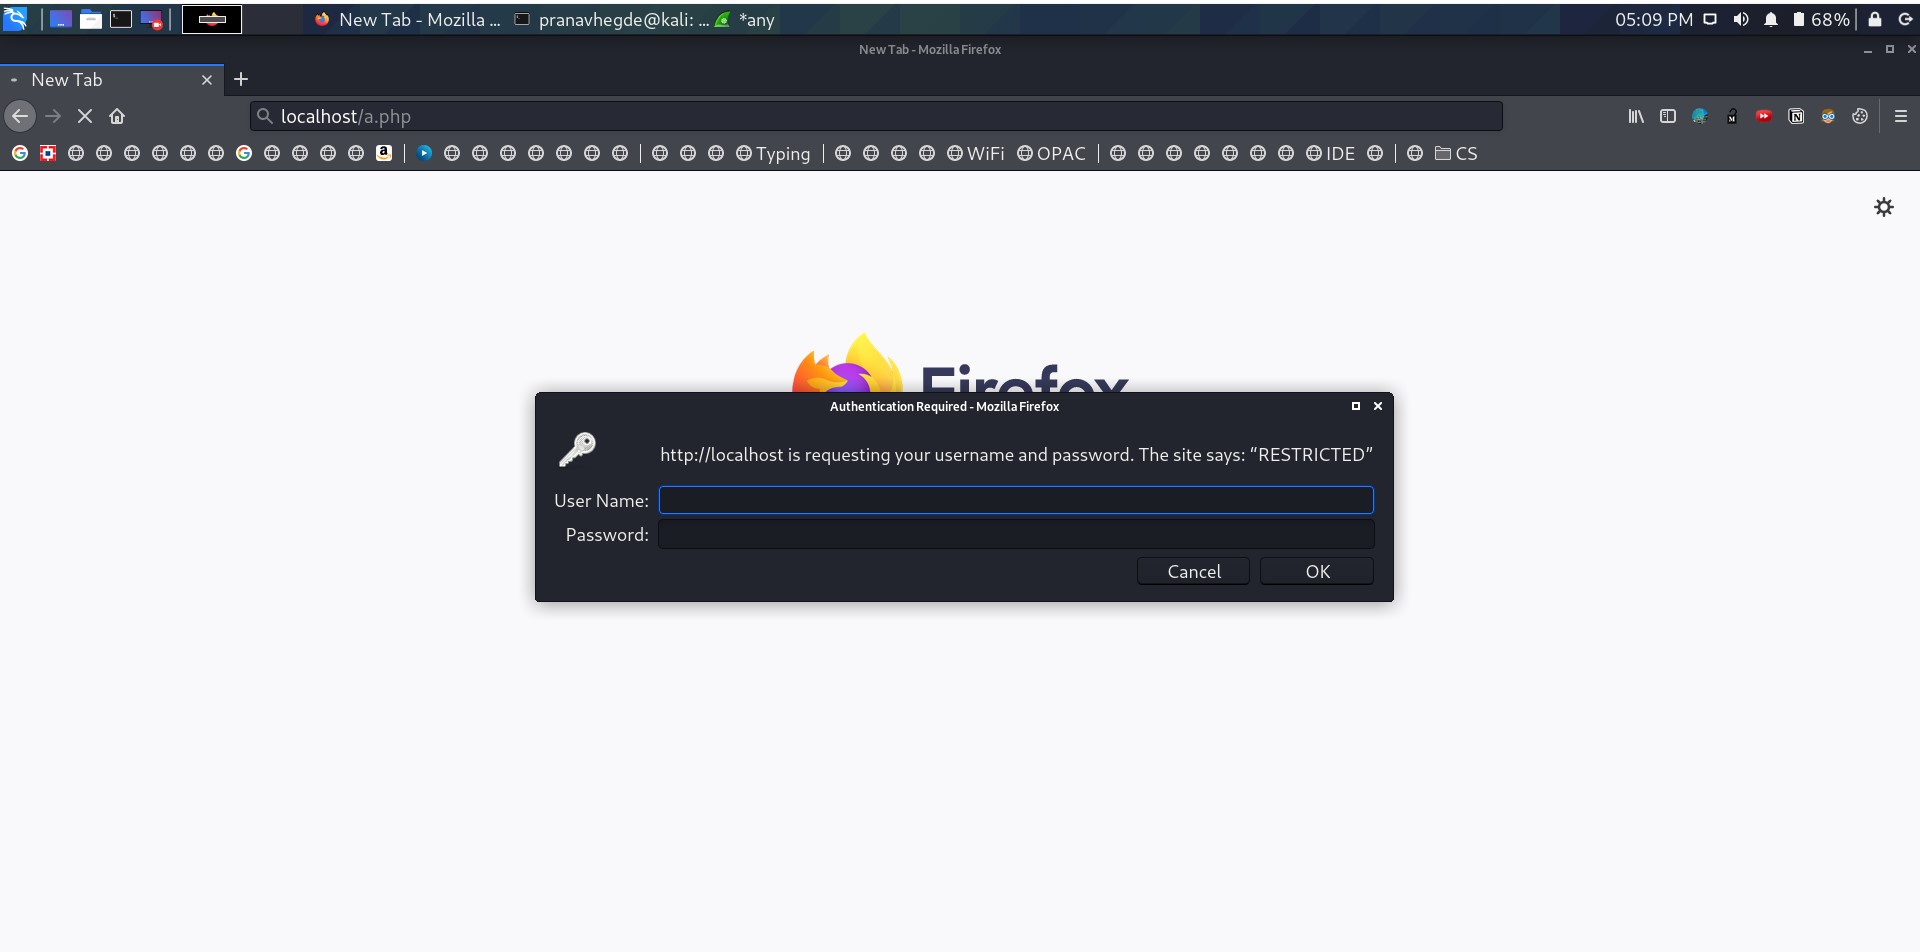 New Tab - Mozilla ... pranavhegde@kali: ... *any 05:09 PM 68%
New Tab - Mozilla Firefox
New Tab
localhost/a.php
Typing WiFi OPAC IDE CS
Firefox
Authentication Required - Mozilla Firefox
http://localhost is requesting your username and password. The site says: “RESTRICTED”
User Name:
Password:
Cancel OK